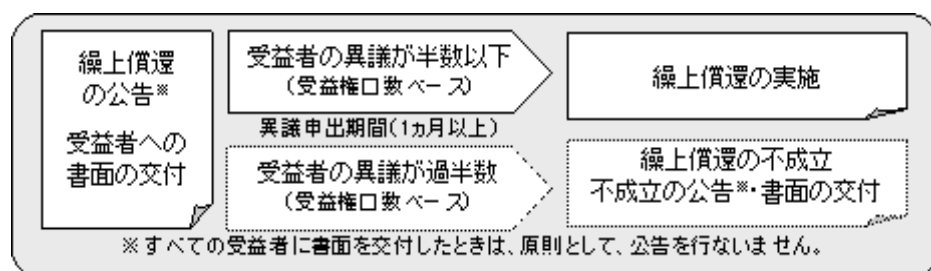 繰上償還
の公告※
受益者への
書面の交付
受益者の異議が半数以下
(受益権口数ベース)
異議申出期間(1ヵ月以上)
受益者の異議が過半数
(受益権口数ベース)
繰上償還の実施
繰上償還の不成立
不成立の公告※・書面の交付
※すべての受益者に書面を交付したときは、原則として、公告を行ないません。